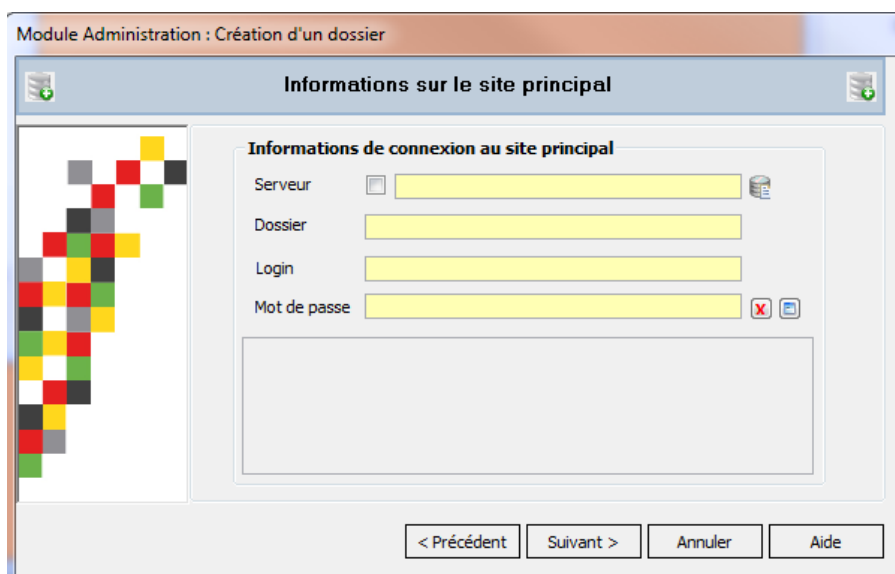 Module Administration : Création d'un dossier
Informations sur le site principal
Informations de connexion au site principal
Serveur
Dossier
Login
Mot de passe
< Précédent Suivant > Annuler Aide